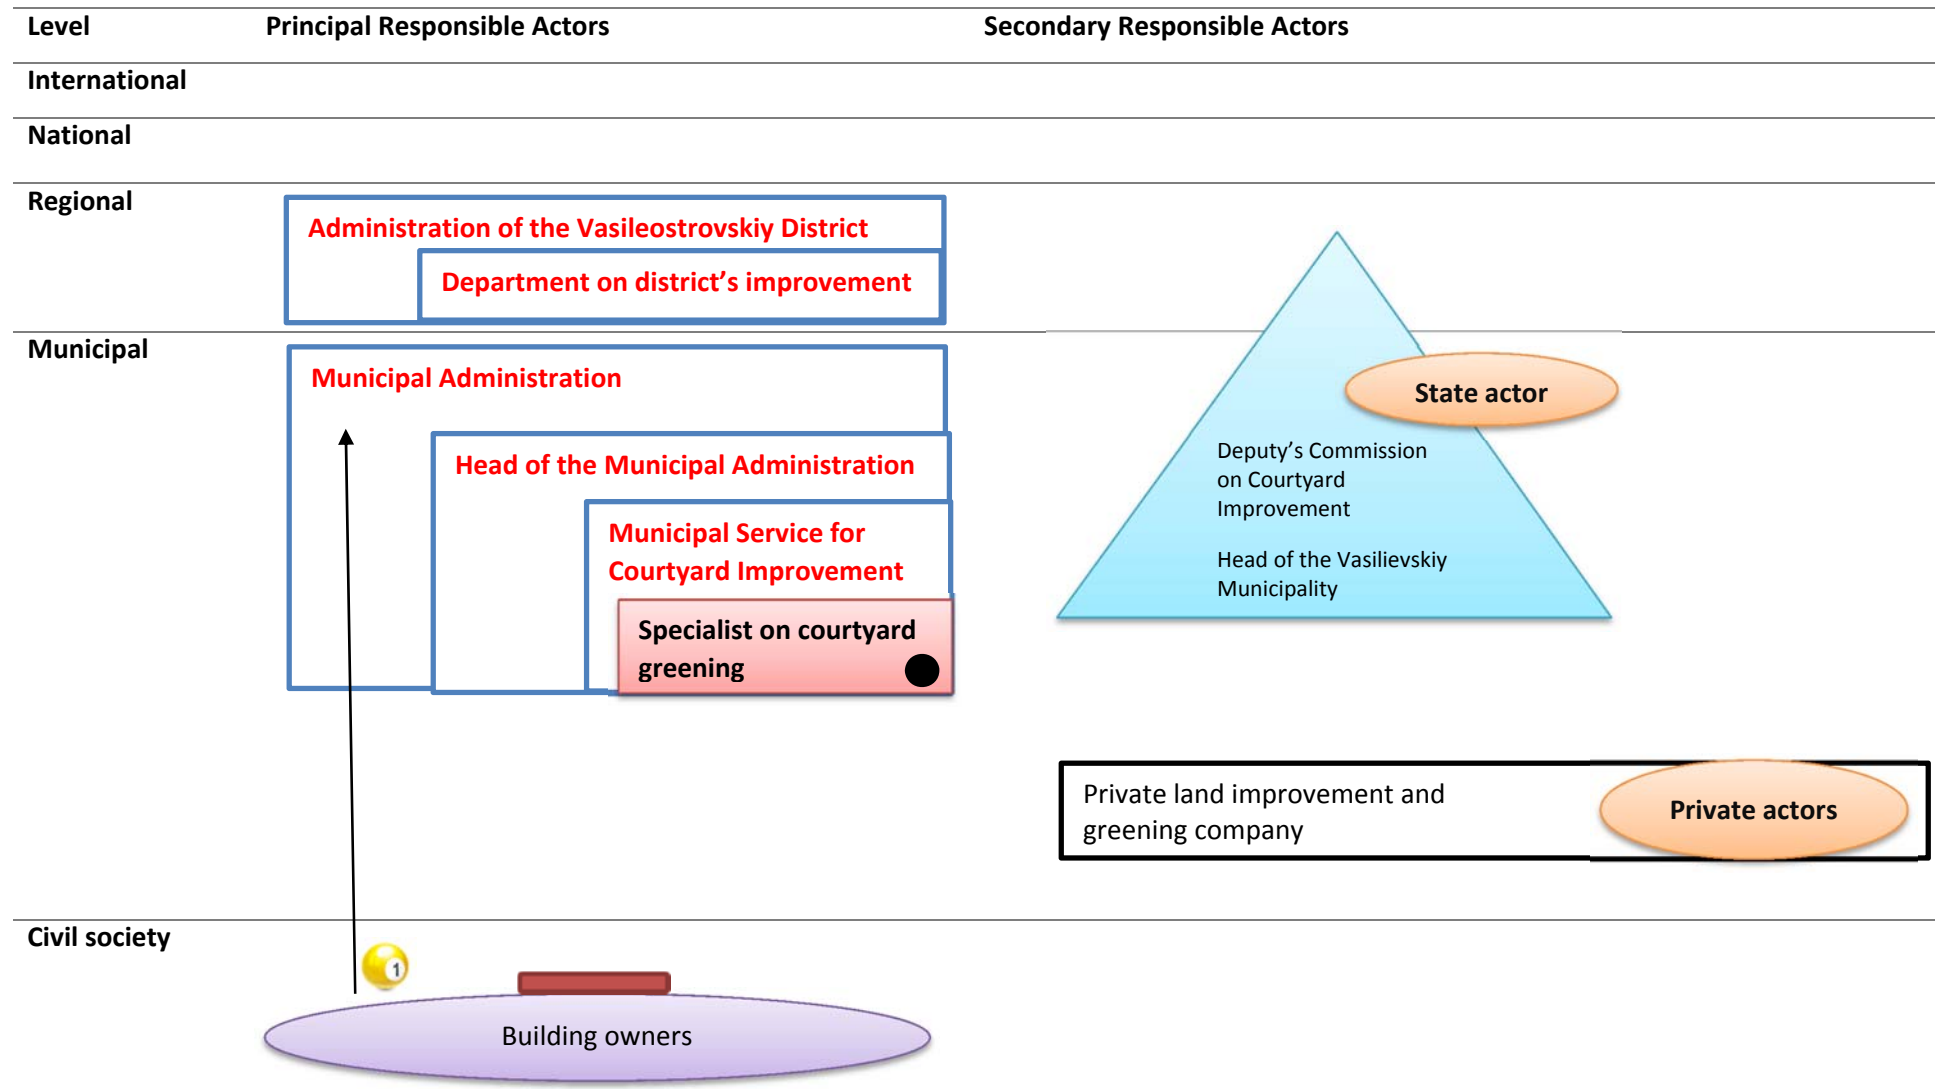 Level Principal Responsible Actors Secondary Responsible Actors
International
National
Regional
Administration of the Vasileostrovskiy District
Department on district’s improvement
Municipal
Municipal Administration
Head of the Municipal Administration
Municipal Service for
Courtyard Improvement
Specialist on courtyard
greening
State actor
Deputy’s Commission
on Courtyard
Improvement
Head of the Vasilievskiy
Municipality
Private land improvement and
greening company
Private actors
Civil society
1
Building owners